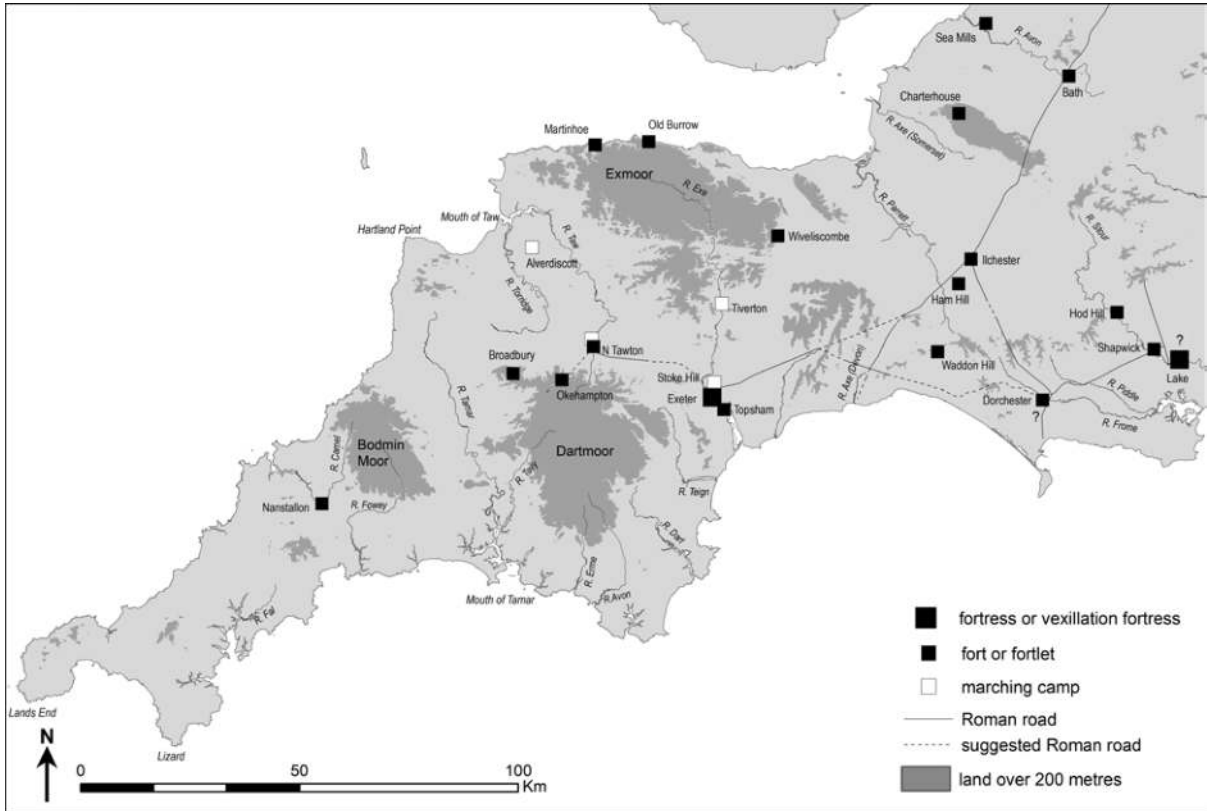 Sea Mills
R. Avon
Bath
Charterhouse
R. Axe (Somerset)
Martinhoe
Old Burrow
Exmoor
R. Exe
R. Parrett
Mouth of Taw
Hartland Point
R. Taw
Wiveliscombe
R. Stour
Alverdiscott
Ilchester
R. Torridge
Ham Hill
Tiverton
Hod Hill
N Tawton
Broadbury
Waddon Hill
Shapwick
?
Lake
Okehampton
Stoke Hill
Exeter
Topsham
R. Axe (Devon)
R. Piddle
Dorchester
?
R. Frome
R. Tamar
Bodmin
Moor
Dartmoor
R. Camel
R. Tavy
R. Teign
Nanstallon
R. Fowey
R. Dart
R. Erme
R. Avon
Mouth of Tamar
R. Fal
Lands End
Lizard
N
0
50
100
Km
fortress or vexillation fortress
fort or fortlet
marching camp
Roman road
suggested Roman road
land over 200 metres